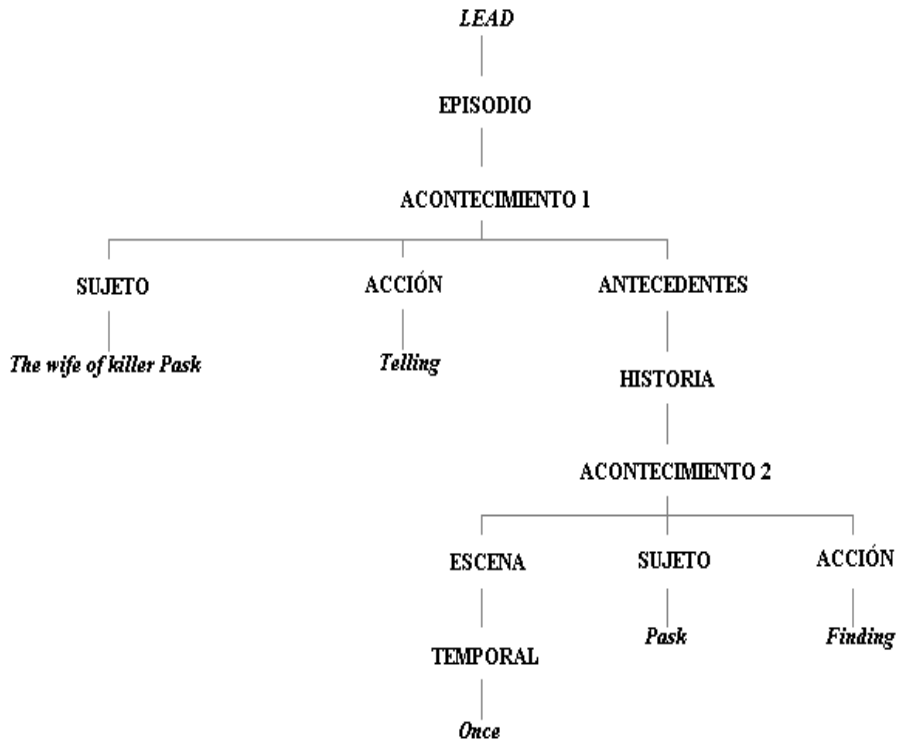 LEAD
EPISODIO
ACONTECIMIENTO 1
SUJETO ACCIÓN ANTECEDENTES
The wife of killer Pask Telling
HISTORIA
ACONTECIMIENTO 2
ESCENA SUJETO ACCIÓN
Pask Finding
TEMPORAL
Once